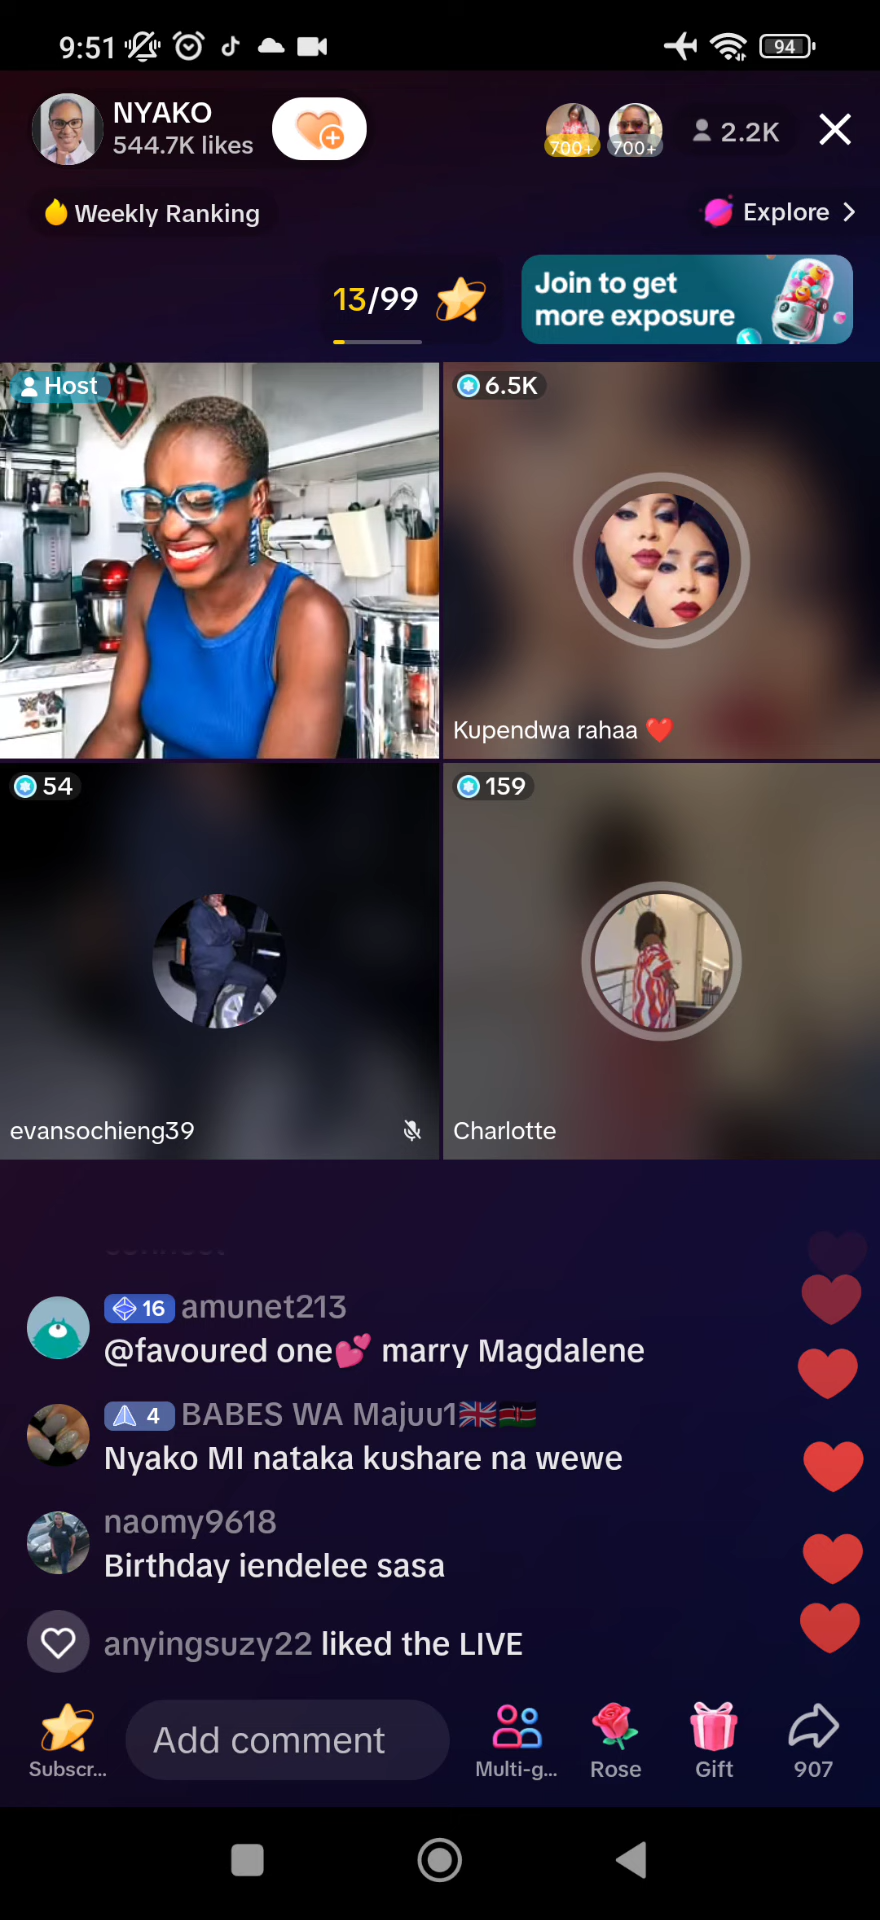 9:51
94
NYAKO
544.7K likes
700+
700+
2.2K
Weekly Ranking
Explore
13/99
Join to get
more exposure
Host
6.5K
Kupendwa rahaa ❤️
54
159
evansochieng39
Charlotte
16 amunet213
@favoured one💕 marry Magdalene
4 BABES WA Majuu1🇬🇧🇰🇪
Nyako MI nataka kushare na wewe
naomy9618
Birthday iendelee sasa
anyingsuzy22 liked the LIVE
Add comment
Subscr...
Multi-g...
Rose
Gift
907